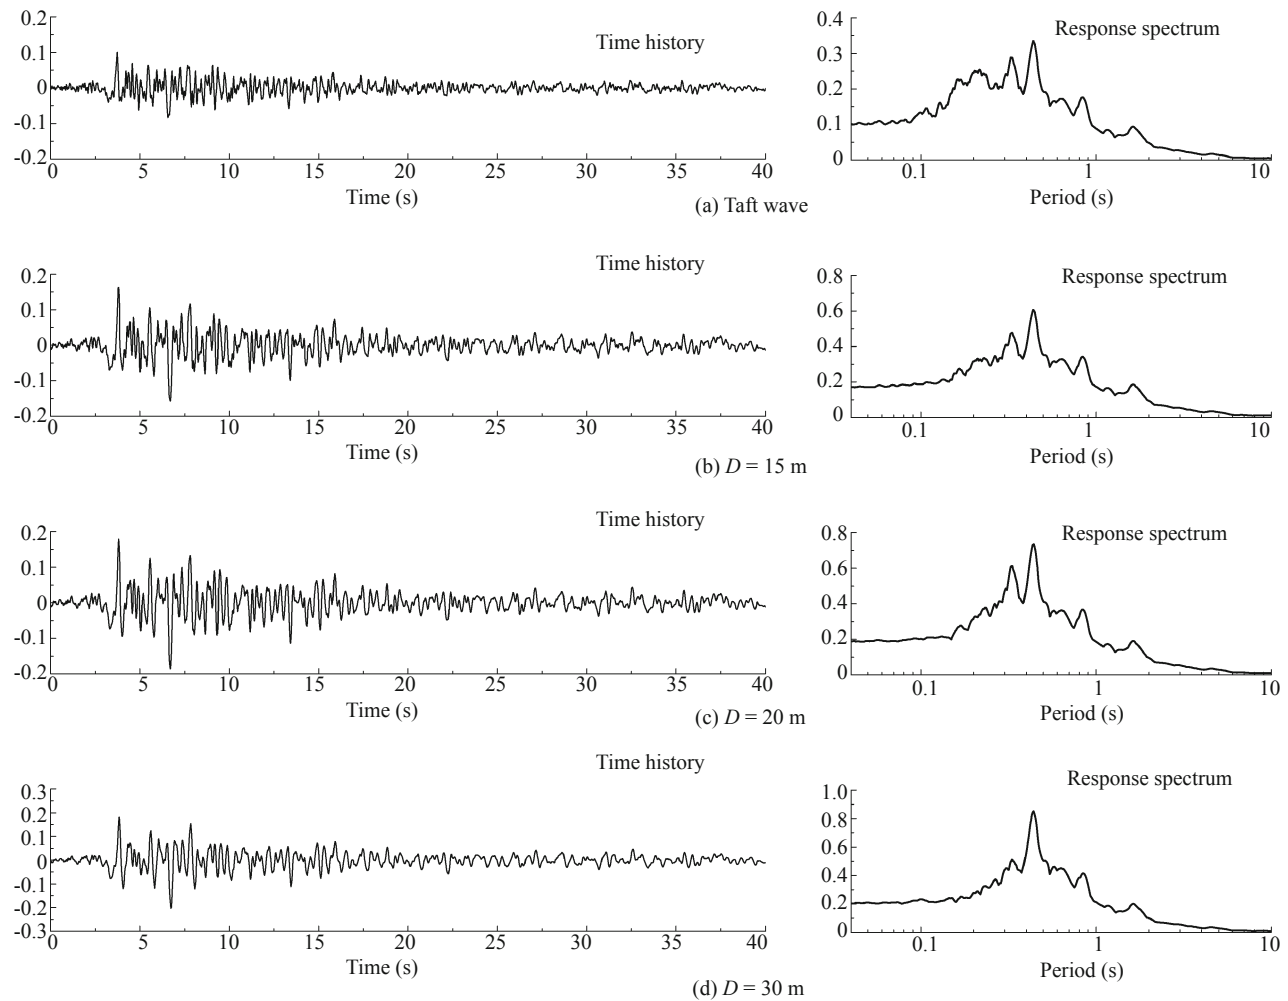 Time history
0.2
0.1
0
-0.1
-0.2
0 5 10 15 20 25 30 35 40
Time (s)
Response spectrum
0.4
0.3
0.2
0.1
0
0.1 1 10
Period (s)
(a) Taft wave
Time history
0.2
0.1
0
-0.1
-0.2
0 5 10 15 20 25 30 35 40
Time (s)
Response spectrum
0.8
0.6
0.4
0.2
0
0.1 1 10
Period (s)
(b) D = 15 m
Time history
0.2
0.1
0
-0.1
-0.2
0 5 10 15 20 25 30 35 40
Time (s)
Response spectrum
0.8
0.6
0.4
0.2
0
0.1 1 10
Period (s)
(c) D = 20 m
Time history
0.3
0.2
0.1
0
-0.1
-0.2
-0.3
0 5 10 15 20 25 30 35 40
Time (s)
Response spectrum
1.0
0.8
0.6
0.4
0.2
0
0.1 1 10
Period (s)
(d) D = 30 m